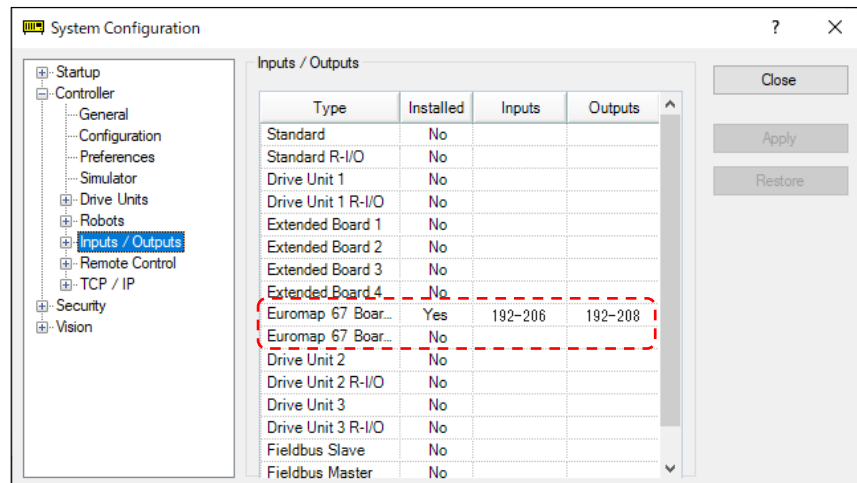 System Configuration ? ×
Startup
Controller
General
Configuration
Preferences
Simulator
Drive Units
Robots
Inputs / Outputs
Remote Control
TCP / IP
Security
Vision
Inputs / Outputs
Type Installed Inputs Outputs
Standard No
Standard R-I/O No
Drive Unit 1 No
Drive Unit 1 R-I/O No
Extended Board 1 No
Extended Board 2 No
Extended Board 3 No
Extended Board 4 No
Euromap 67 Boar... Yes 192-206 192-208
Euromap 67 Boar... No
Drive Unit 2 No
Drive Unit 2 R-I/O No
Drive Unit 3 No
Drive Unit 3 R-I/O No
Fieldbus Slave No
Fieldbus Master No
Close
Apply
Restore